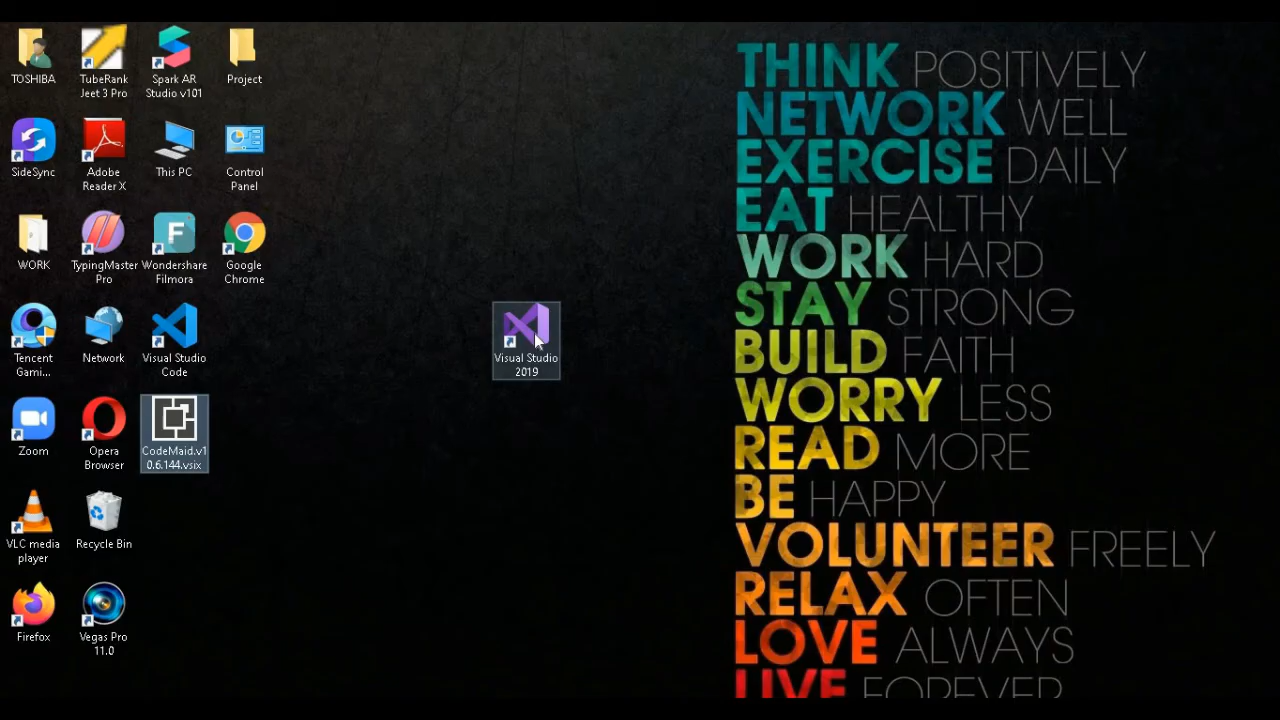 TOSHIBA
TubeRank
Jeet 3 Pro
Spark AR
Studio v101
Project
SideSync
Adobe
Reader X
This PC
Control
Panel
WORK
TypingMaster
Pro
Wondershare
Filmora
Google
Chrome
Tencent
Gami...
Network
Visual Studio
Code
Visual Studio
2019
Zoom
Opera
Browser
CodeMaid.v1
0.6.144.vsix
VLC media
player
Recycle Bin
Firefox
Vegas Pro
11.0
THINK POSITIVELY
NETWORK WELL
EXERCISE DAILY
EAT HEALTHY
WORK HARD
STAY STRONG
BUILD FAITH
WORRY LESS
READ MORE
BE HAPPY
VOLUNTEER FREELY
RELAX OFTEN
LOVE ALWAYS
LIVE FOREVER